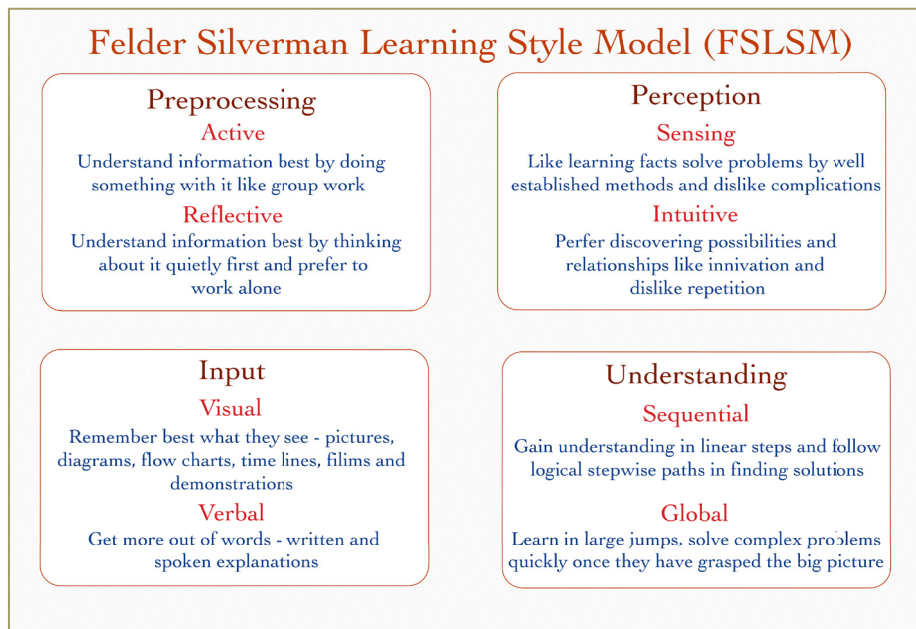 Felder Silverman Learning Style Model (FSLSM)
Preprocessing
Active
Understand information best by doing
something with it like group work
Reflective
Understand information best by thinking
about it quietly first and prefer to
work alone
Perception
Sensing
Like learning facts solve problems by well
established methods and dislike complications
Intuitive
Perfer discovering possibilities and
relationships like innivation and
dislike repetition
Input
Visual
Remember best what they see - pictures,
diagrams, flow charts, time lines, filims and
demonstrations
Verbal
Get more out of words - written and
spoken explanations
Understanding
Sequential
Gain understanding in linear steps and follow
logical stepwise paths in finding solutions
Global
Learn in large jumps. solve complex problems
quickly once they have grasped the big picture